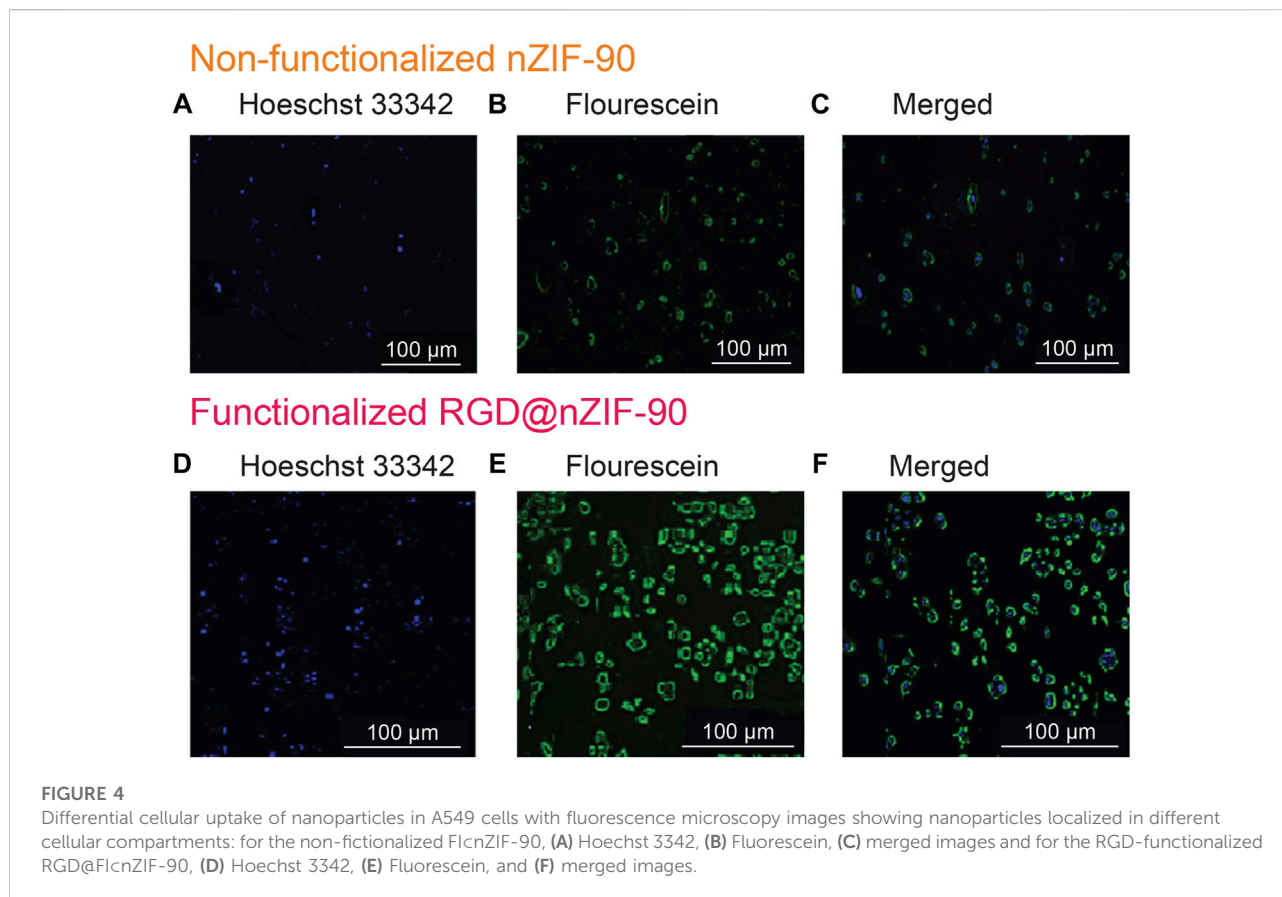 Non-functionalized nZIF-90
A Hoeschst 33342 B Flourescein C Merged
100 µm 100 µm 100 µm
Functionalized RGD@nZIF-90
D Hoeschst 33342 E Flourescein F Merged
100 µm 100 µm 100 µm
FIGURE 4
Differential cellular uptake of nanoparticles in A549 cells with fluorescence microscopy images showing nanoparticles localized in different
cellular compartments: for the non-fictionalized Fl⊂nZIF-90, (A) Hoechst 3342, (B) Fluorescein, (C) merged images and for the RGD-functionalized
RGD@Fl⊂nZIF-90, (D) Hoechst 3342, (E) Fluorescein, and (F) merged images.